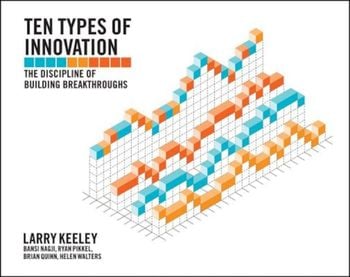 TEN TYPES OF
INNOVATION
THE DISCIPLINE OF
BUILDING BREAKTHROUGHS
LARRY KEELEY
BANSI NAGJI, RYAN PIKKEL,
BRIAN QUINN, HELEN WALTERS